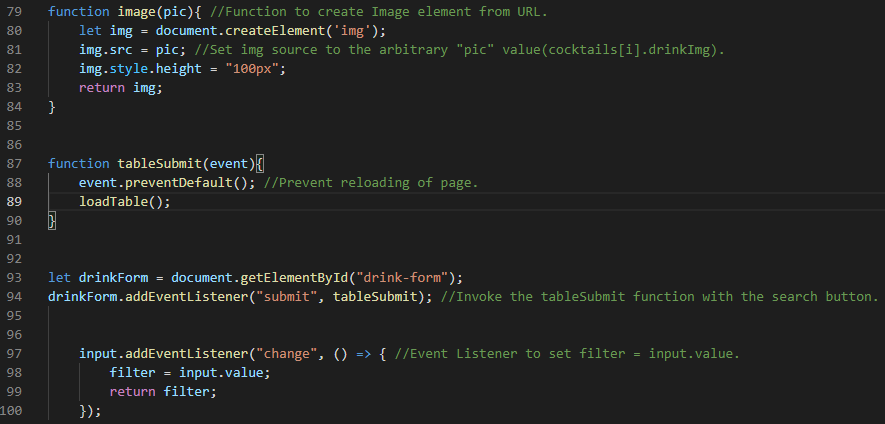 79 function image(pic){ //Function to create Image element from URL.
80 let img = document.createElement('img');
81 img.src = pic; //Set img source to the arbitrary "pic" value(cocktails[i].drinkImg).
82 img.style.height = "100px";
83 return img;
84 }
85
86
87 function tableSubmit(event){
88 event.preventDefault(); //Prevent reloading of page.
89 loadTable();
90 }
91
92
93 let drinkForm = document.getElementById("drink-form");
94 drinkForm.addEventListener("submit", tableSubmit); //Invoke the tableSubmit function with the search button.
95
96
97 input.addEventListener("change", () => { //Event Listener to set filter = input.value.
98 filter = input.value;
99 return filter;
100 });